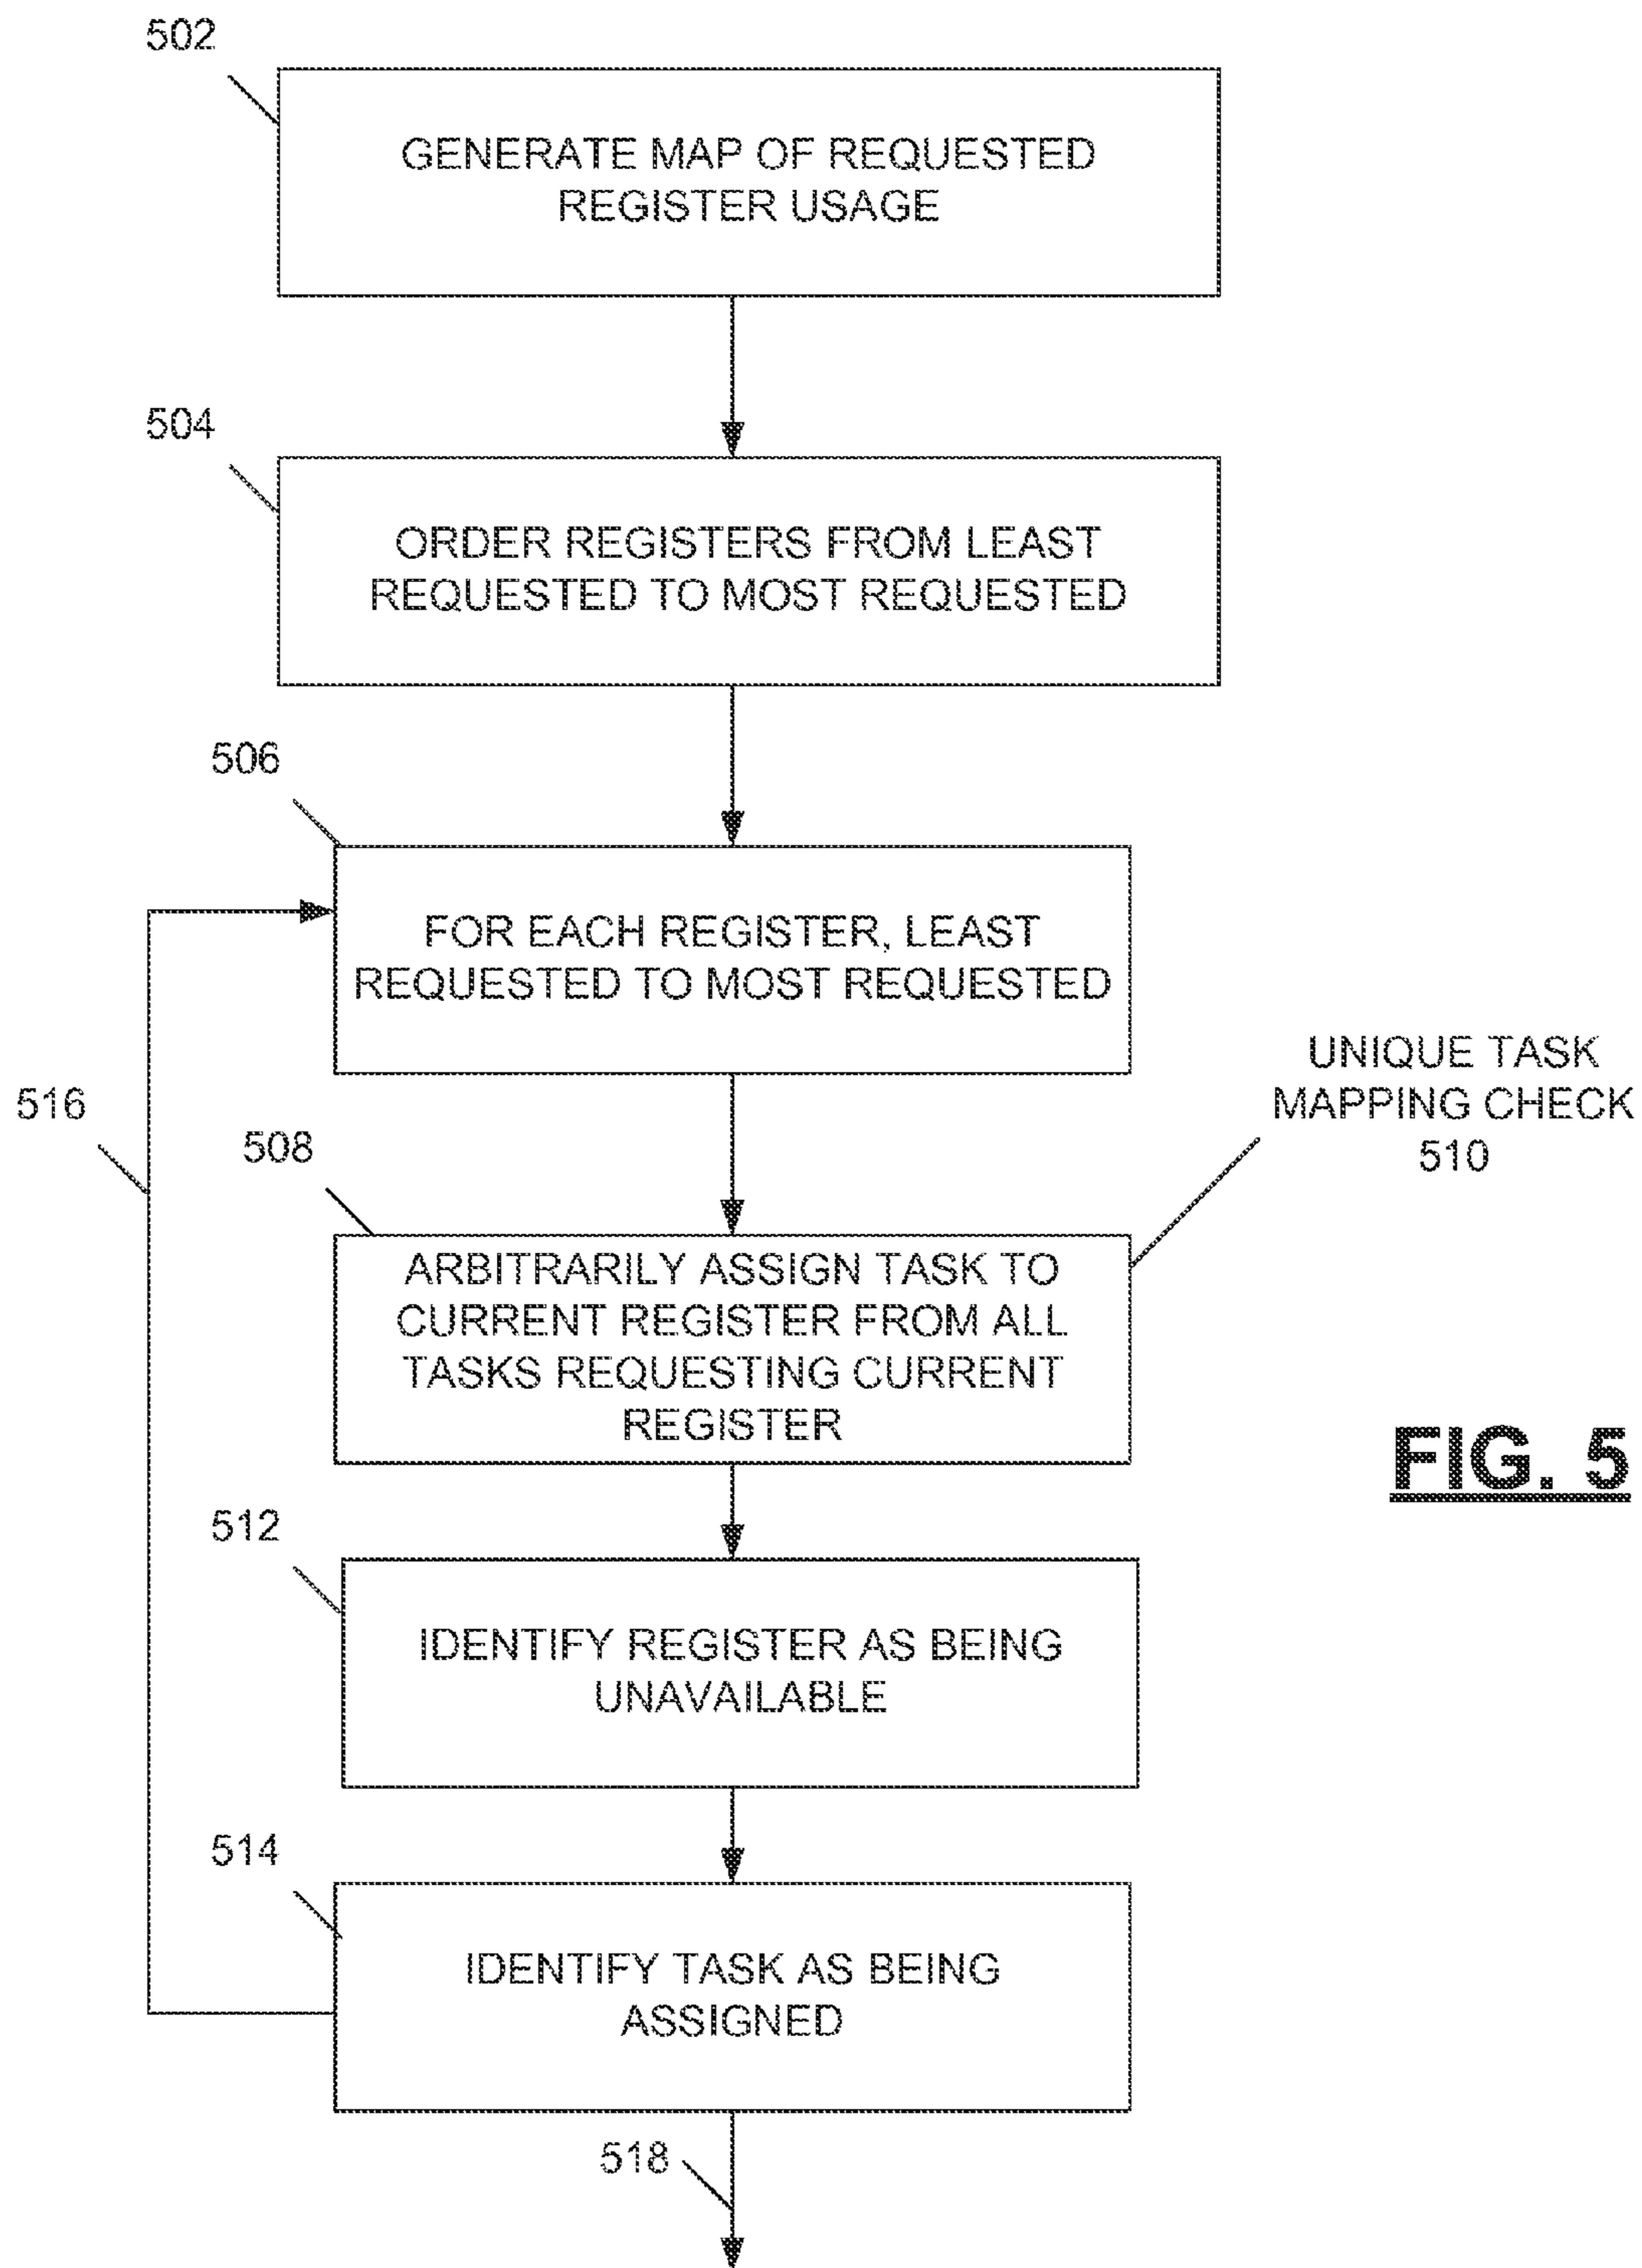 502
GENERATE MAP OF REQUESTED
REGISTER USAGE
504
ORDER REGISTERS FROM LEAST
REQUESTED TO MOST REQUESTED
506
FOR EACH REGISTER, LEAST
REQUESTED TO MOST REQUESTED
516
508
UNIQUE TASK
MAPPING CHECK
510
ARBITRARILY ASSIGN TASK TO
CURRENT REGISTER FROM ALL
TASKS REQUESTING CURRENT
REGISTER
FIG. 5
512
IDENTIFY REGISTER AS BEING
UNAVAILABLE
514
IDENTIFY TASK AS BEING
ASSIGNED
518